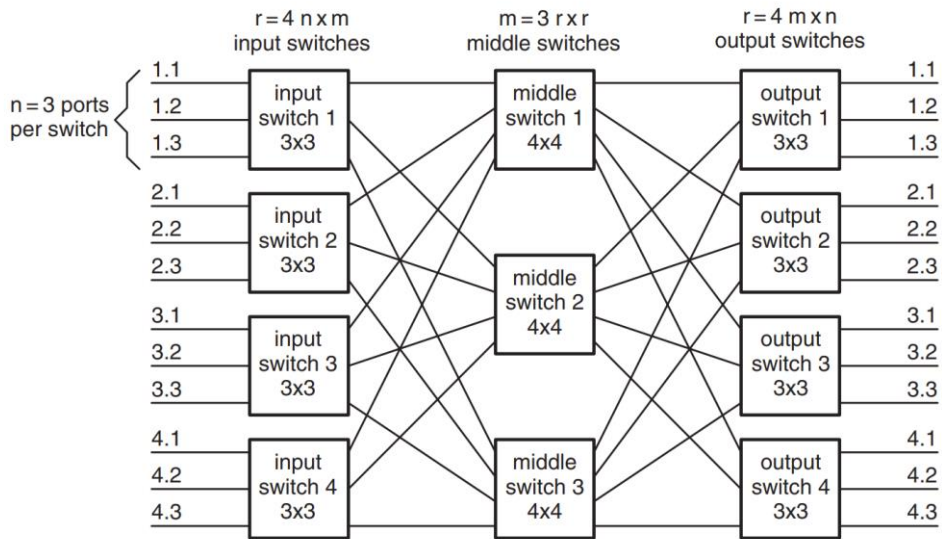 r = 4 n x m
input switches
m = 3 r x r
middle switches
r = 4 m x n
output switches
n = 3 ports
per switch
1.1
1.2
1.3
2.1
2.2
2.3
3.1
3.2
3.3
4.1
4.2
4.3
input
switch 1
3x3
input
switch 2
3x3
input
switch 3
3x3
input
switch 4
3x3
middle
switch 1
4x4
middle
switch 2
4x4
middle
switch 3
4x4
output
switch 1
3x3
output
switch 2
3x3
output
switch 3
3x3
output
switch 4
3x3
1.1
1.2
1.3
2.1
2.2
2.3
3.1
3.2
3.3
4.1
4.2
4.3